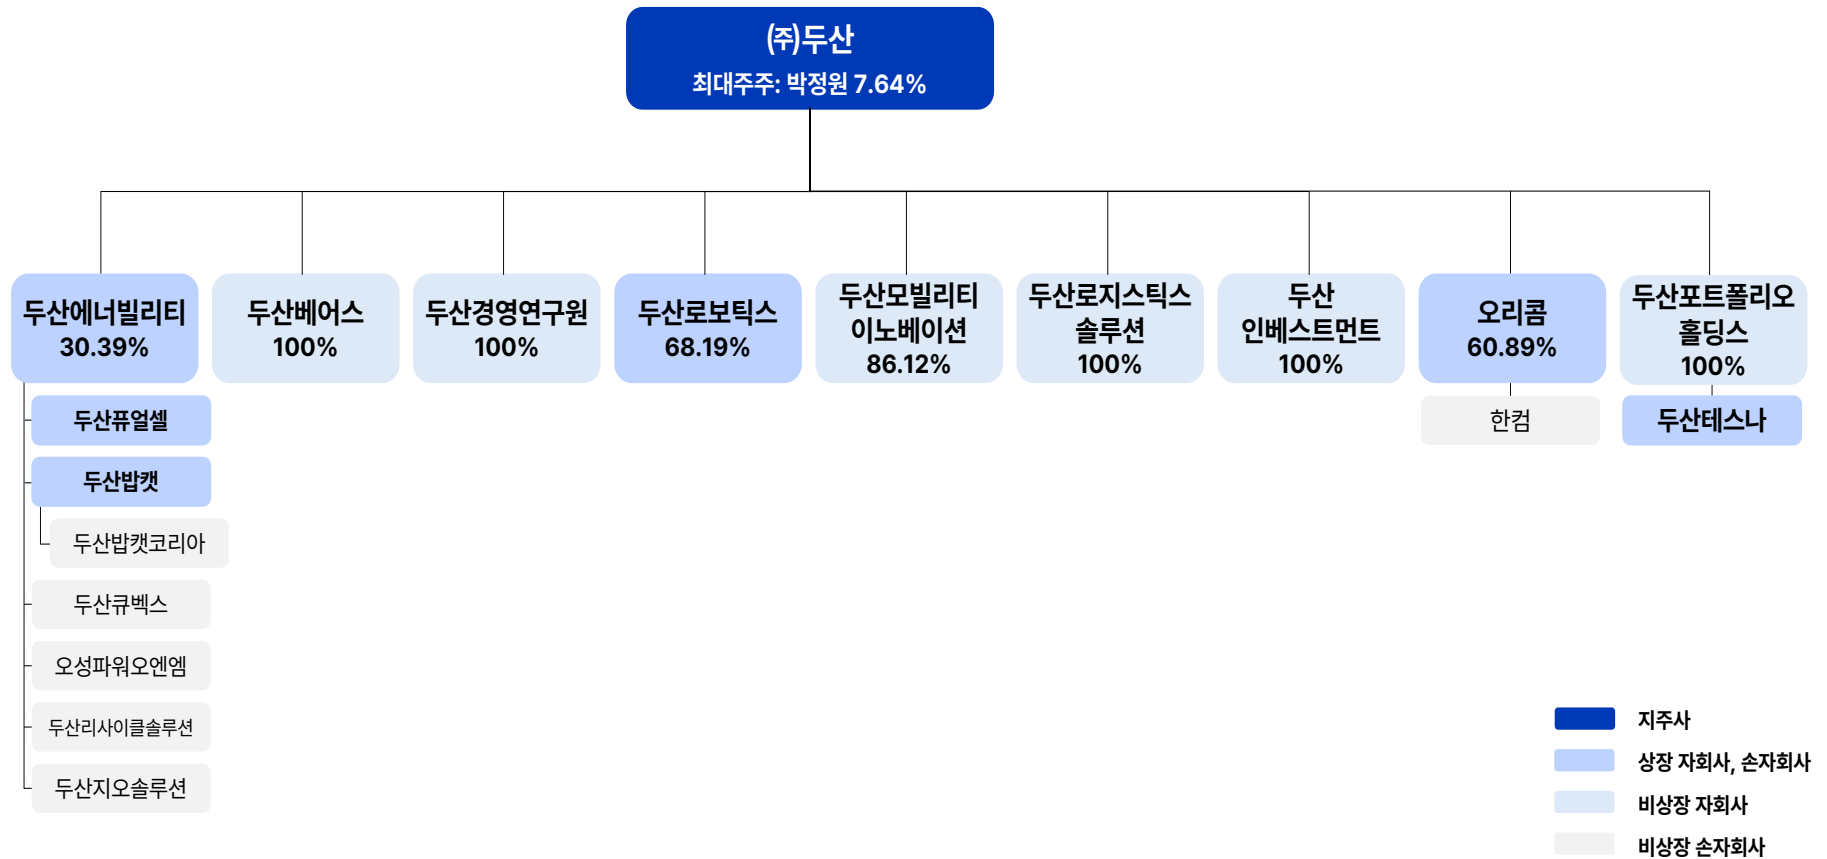 ㈜두산
최대주주: 박정원 7.64%
두산에너빌리티
30.39%
두산베어스
100%
두산경영연구원
100%
두산로보틱스
68.19%
두산모빌리티
이노베이션
86.12%
두산로지스틱스
솔루션
100%
두산
인베스트먼트
100%
오리콤
60.89%
두산포트폴리오
홀딩스
100%
두산퓨얼셀
두산밥캣
두산밥캣코리아
두산큐벡스
오성파워오엔엠
두산리사이클솔루션
두산지오솔루션
한컴
두산테스나
지주사
상장 자회사, 손자회사
비상장 자회사
비상장 손자회사